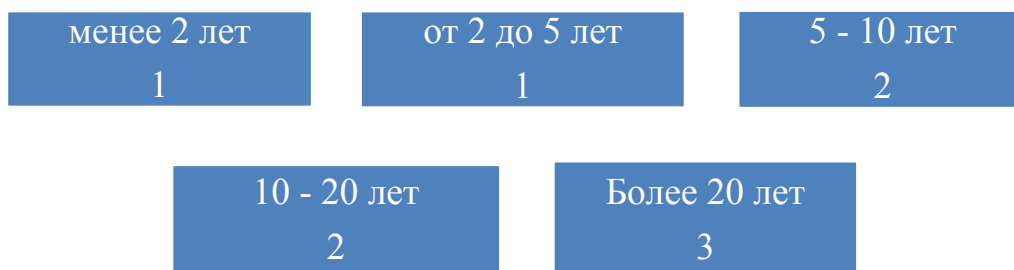 менее 2 лет
1
от 2 до 5 лет
1
5 - 10 лет
2
10 - 20 лет
2
Более 20 лет
3